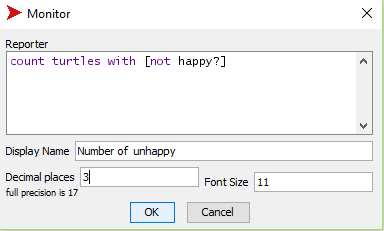 Monitor
Reporter
count turtles with [not happy?]
Display Name Number of unhappy
Decimal places 3 Font Size 11
full precision is 17
OK Cancel